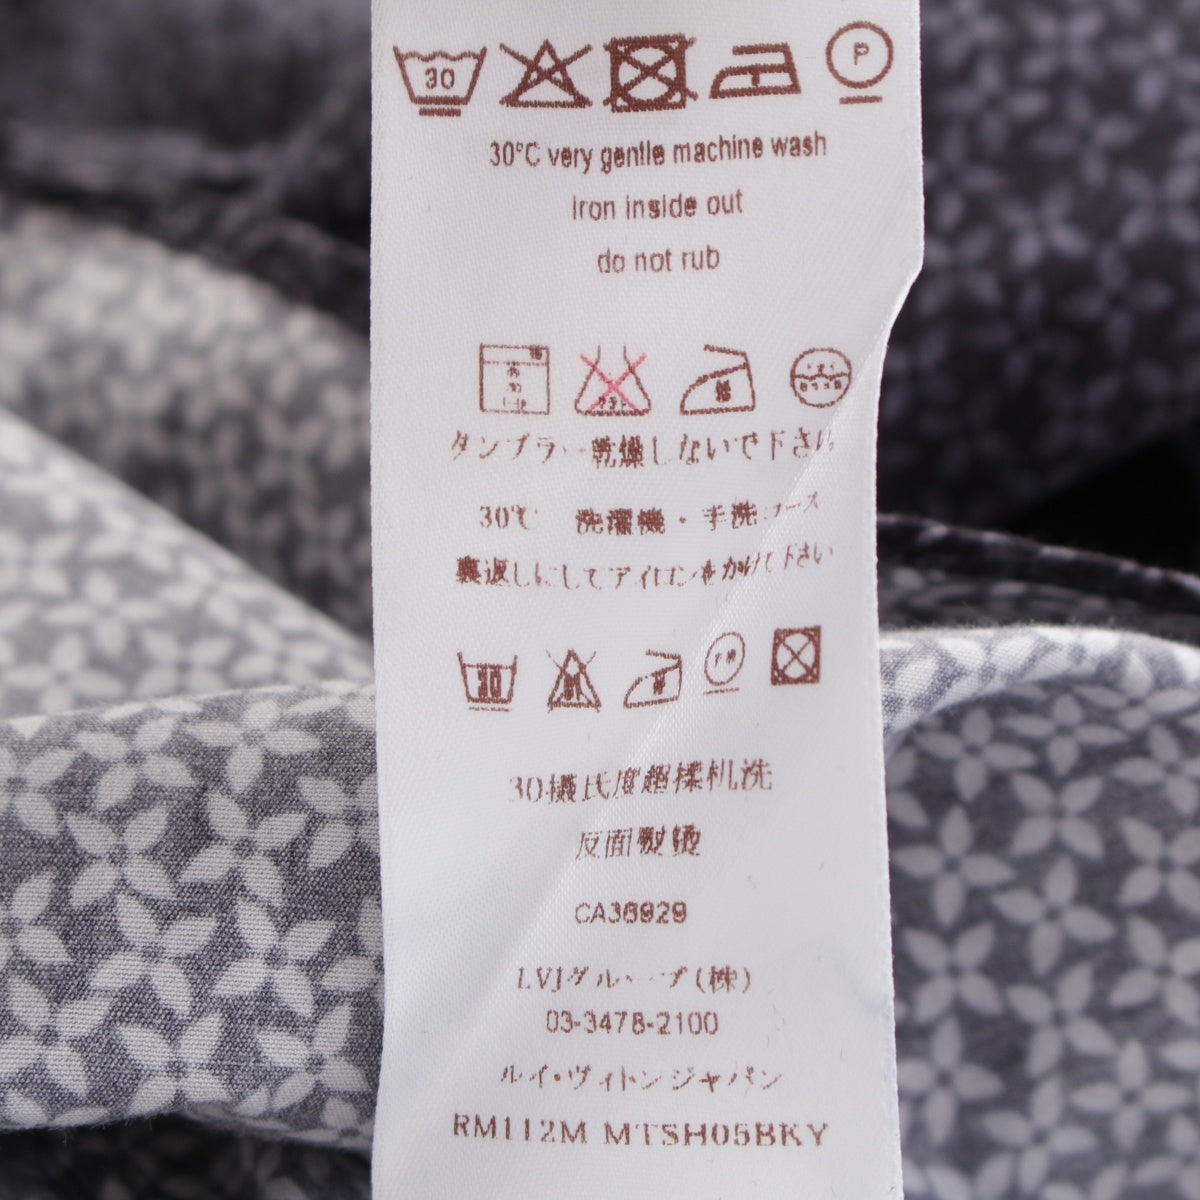 30
P
30°C very gentle machine wash
iron inside out
do not rub
タンブラー乾燥しないで下さい
30℃ 洗濯機・手洗コース
裏返しにしてアイロンをかけて下さい
30
30摄氏度超柔机洗
反面熨烫
CA36929
LVJグループ(株)
03-3478-2100
ルイ・ヴィトンジャパン
RM112M MTSH05BKY